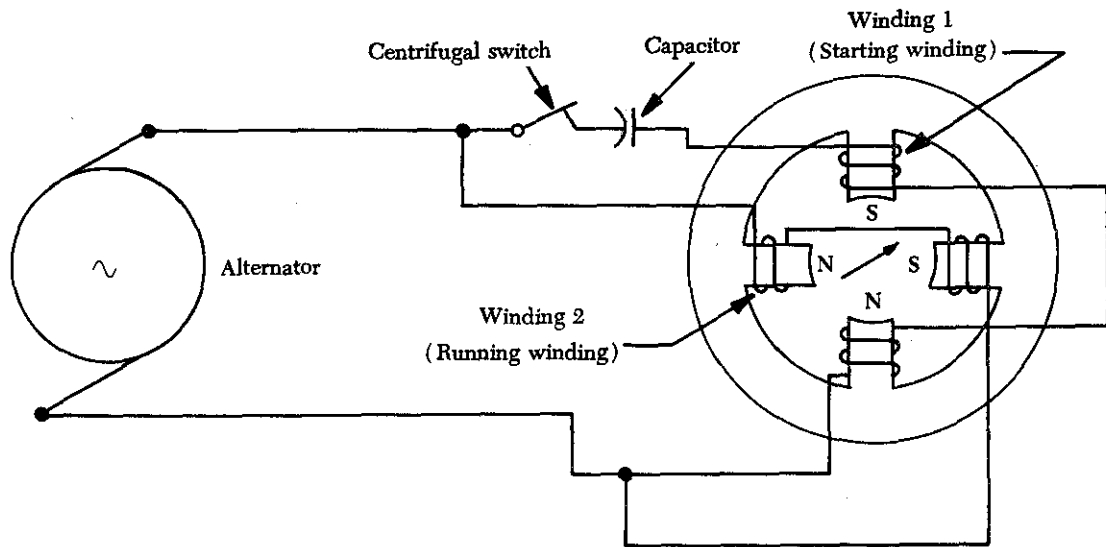 Winding 1
(Starting winding)
Centrifugal switch
Capacitor
S
Alternator
N
S
N
Winding 2
(Running winding)